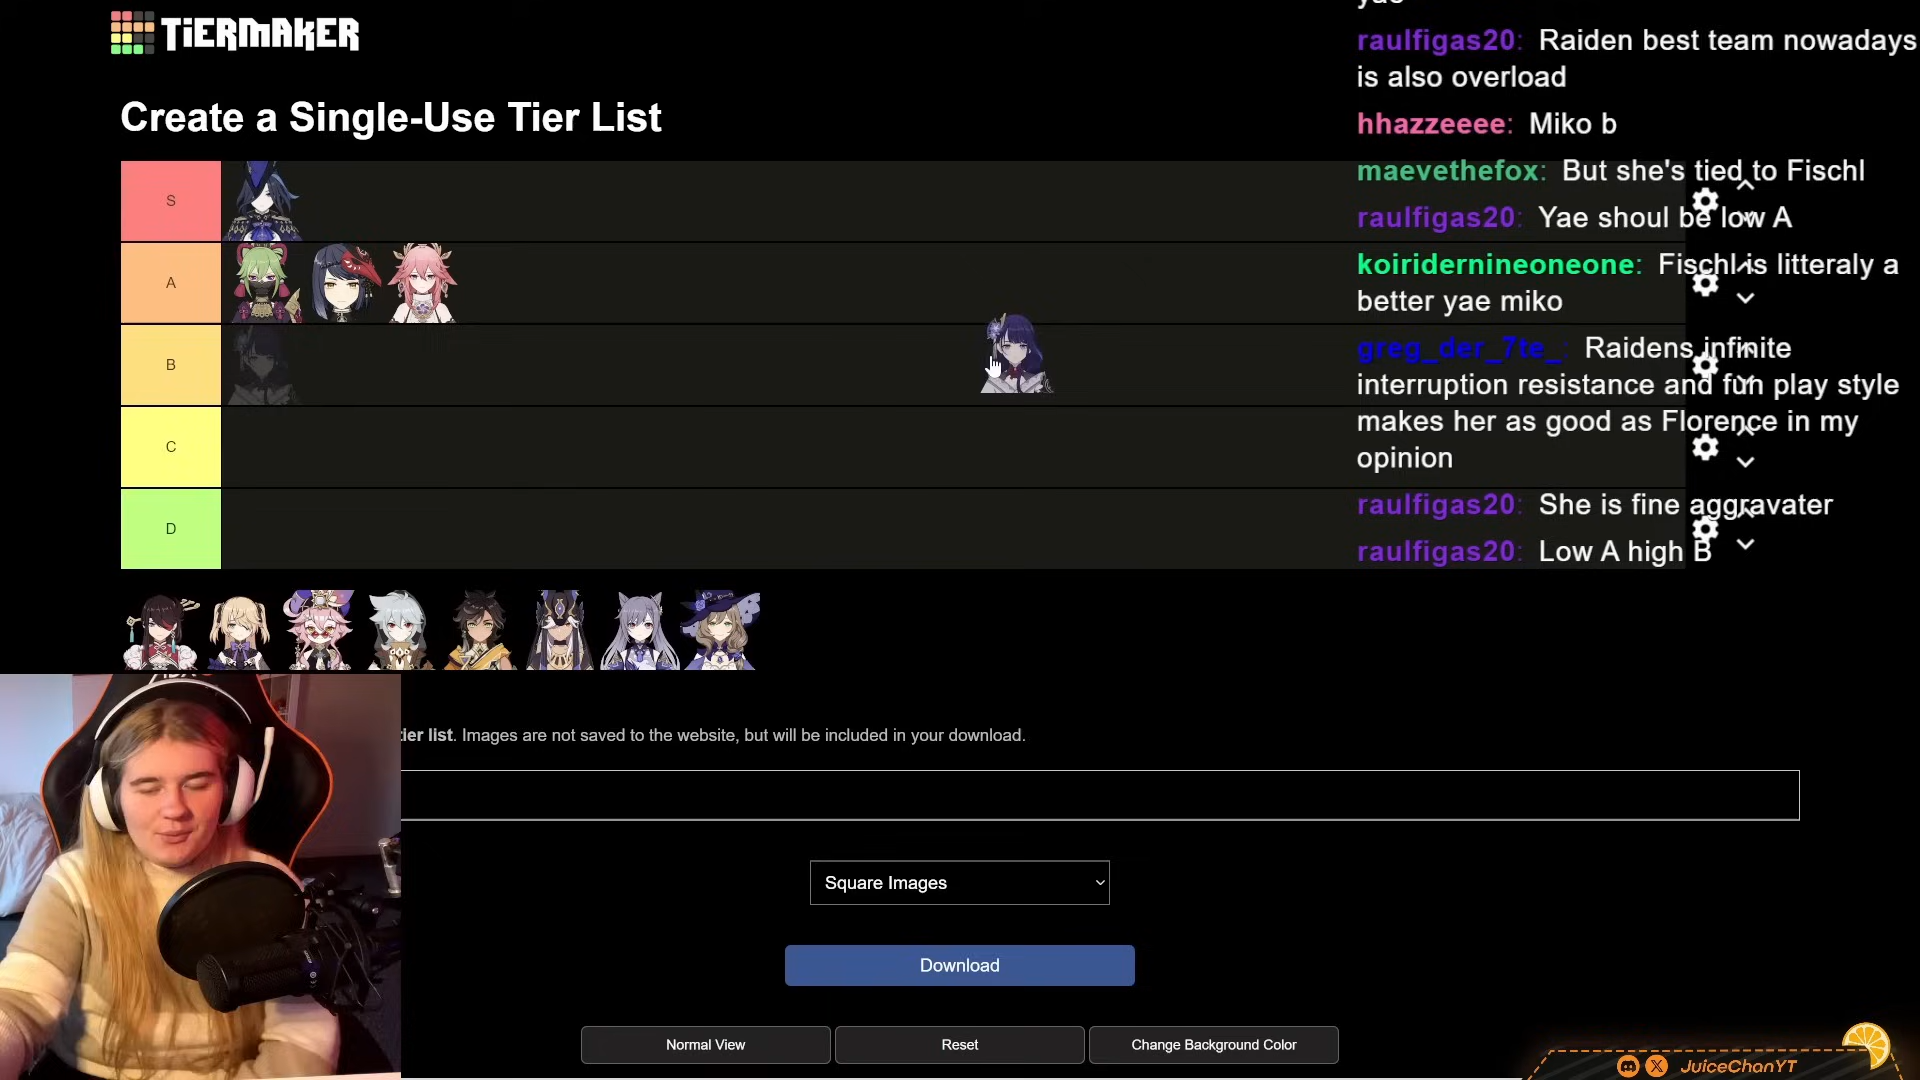 TiERMAKER
Create a Single-Use Tier List
S
A
B
C
D
raulfigas20: Raiden best team nowadays
is also overload
hhazzeeee: Miko b
maevethefox: But she's tied to Fischl
raulfigas20: Yae shoul be low A
koiridernineoneone: Fischl is litteraly a
better yae miko
greg_der_7te_: Raidens infinite
interruption resistance and fun play style
makes her as good as Florence in my
opinion
raulfigas20: She is fine aggravater
raulfigas20: Low A high B
tier list. Images are not saved to the website, but will be included in your download.
Square Images
Download
Normal View
Reset
Change Background Color
JuiceChanYT